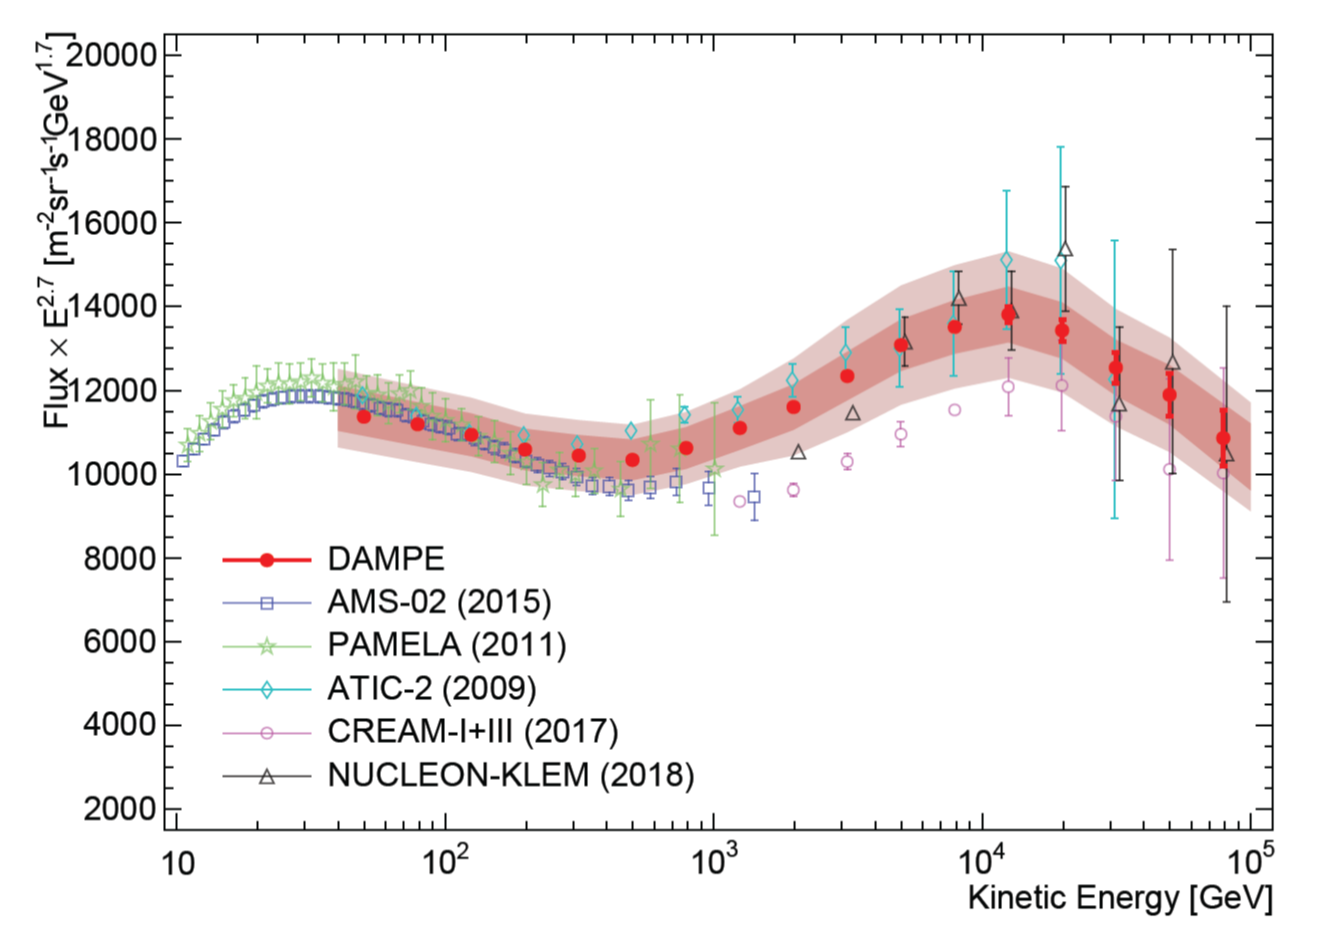 Flux × E^2.7 [m^-2sr^-1s^-1GeV^1.7]
20000
18000
16000
14000
12000
10000
8000
6000
4000
2000
DAMPE
AMS-02 (2015)
PAMELA (2011)
ATIC-2 (2009)
CREAM-I+III (2017)
NUCLEON-KLEM (2018)
10 10^2 10^3 10^4 10^5
Kinetic Energy [GeV]